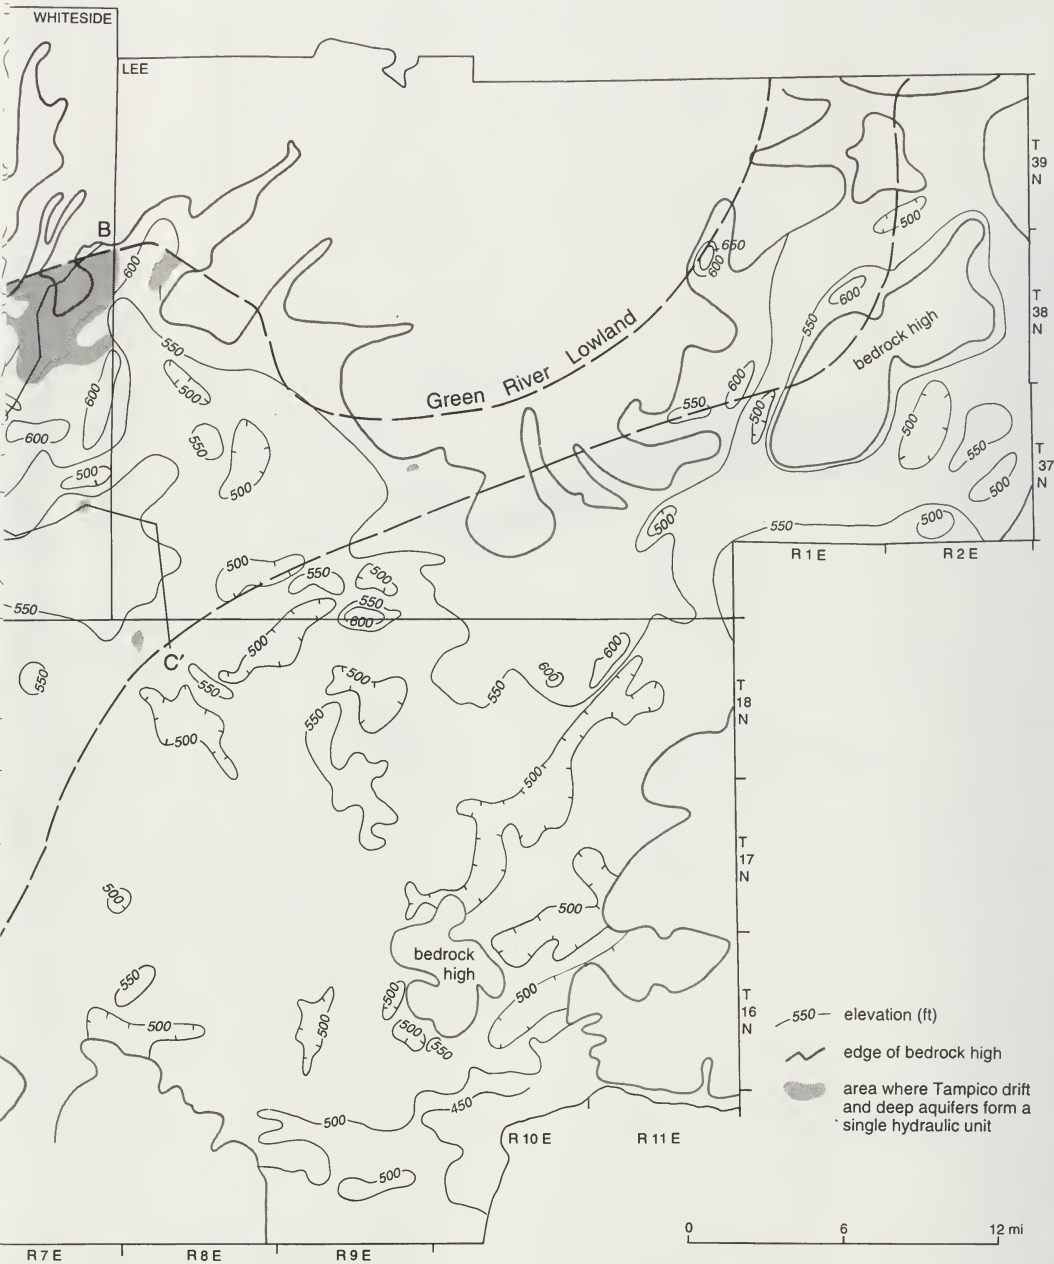 WHITESIDE
LEE
T
39
N
B
500
600
650
600
600
T
38
N
550
550
bedrock high
Green River Lowland
500
600
600
550
500
500
600
550
550
T
37
N
500
500
500
500
500
550
R 1 E
R 2 E
500
550
500
550
600
550
500
C'
550
600
600
550
500
550
T
18
N
550
500
500
T
17
N
500
500
bedrock
high
550
500
500
T
16
N
500
500
500
550
550
elevation (ft)
edge of bedrock high
area where Tampico drift
and deep aquifers form a
single hydraulic unit
450
500
R 10 E
R 11 E
500
0
6
12 mi
R 7 E
R 8 E
R 9 E